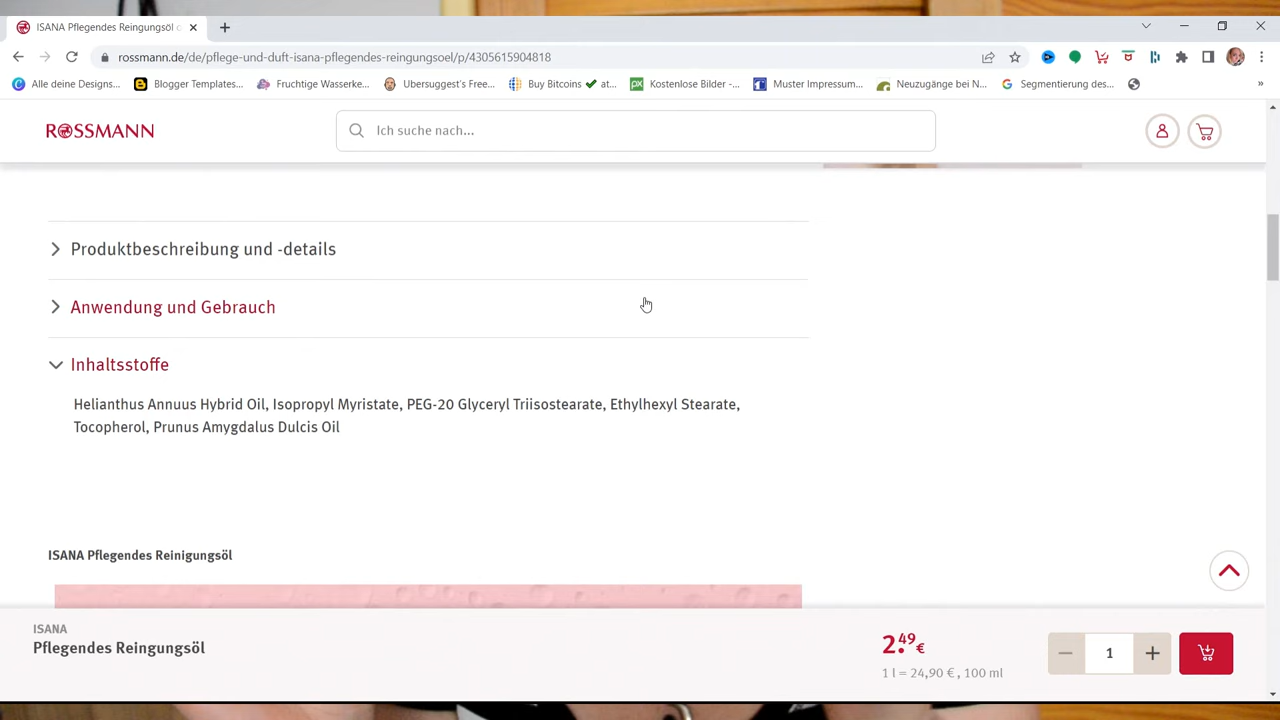 ISANA Pflegendes Reingungsöl
rossmann.de/de/pflege-und-duft-isana-pflegendes-reingungsoel/p/4305615904818
Alle deine Designs... Blogger Templates... Fruchtige Wasserke... Ubersuggest's Free... Buy Bitcoins ✔ at... Kostenlose Bilder -... Muster Impressum... Neuzugänge bei N... Segmentierung des... »
ROSSMANN Ich suche nach...
Produktbeschreibung und -details
Anwendung und Gebrauch
Inhaltsstoffe
Helianthus Annuus Hybrid Oil, Isopropyl Myristate, PEG-20 Glyceryl Triisostearate, Ethylhexyl Stearate,
Tocopherol, Prunus Amygdalus Dulcis Oil
ISANA Pflegendes Reinigungsöl
ISANA
Pflegendes Reingungsöl
2.49 €
1 l = 24,90 € , 100 ml
− 1 +